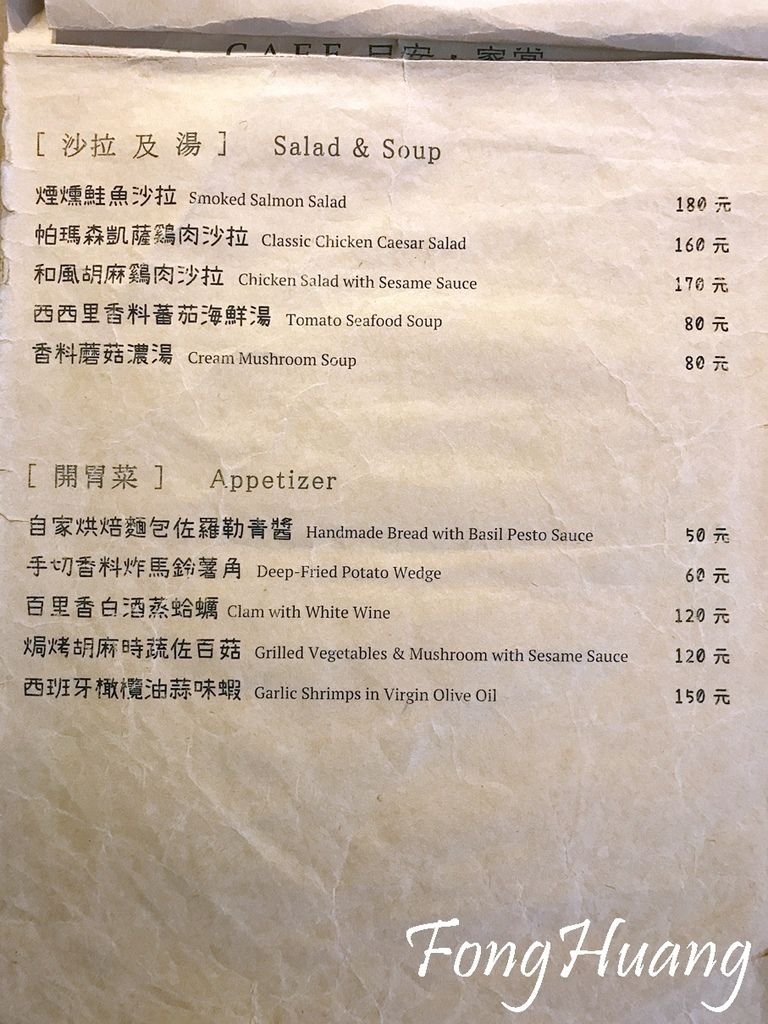 CAFE 日安・家常
[ 沙拉 及 湯 ] Salad & Soup
煙燻鮭魚沙拉 Smoked Salmon Salad 180 元
帕瑪森凱薩鷄肉沙拉 Classic Chicken Caesar Salad 160 元
和風胡麻鷄肉沙拉 Chicken Salad with Sesame Sauce 170 元
西西里香料蕃茄海鮮湯 Tomato Seafood Soup 80 元
香料蘑菇濃湯 Cream Mushroom Soup 80 元
[ 開胃菜 ] Appetizer
自家烘焙麵包佐羅勒青醬 Handmade Bread with Basil Pesto Sauce 50 元
手切香料炸馬鈴薯角 Deep-Fried Potato Wedge 60 元
百里香白酒蒸蛤蠣 Clam with White Wine 120 元
焗烤胡麻時蔬佐百菇 Grilled Vegetables & Mushroom with Sesame Sauce 120 元
西班牙橄欖油蒜味蝦 Garlic Shrimps in Virgin Olive Oil 150 元
FongHuang